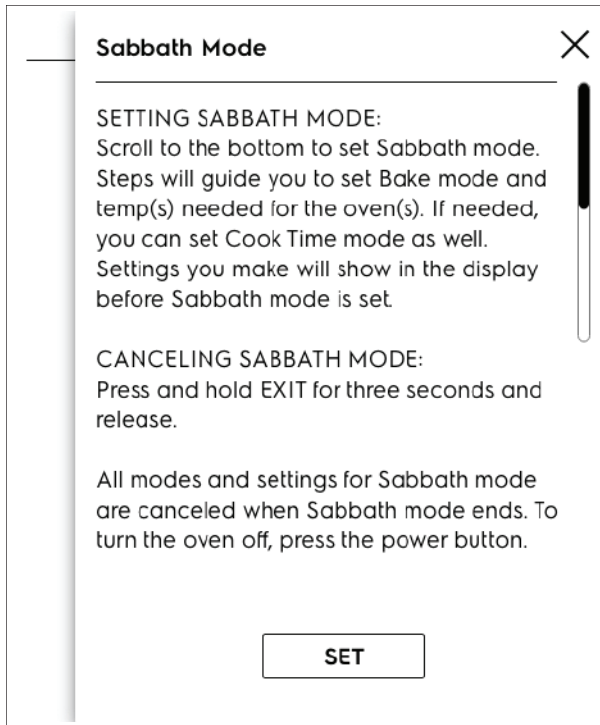 Sabbath Mode
SETTING SABBATH MODE:
Scroll to the bottom to set Sabbath mode.
Steps will guide you to set Bake mode and
temp(s) needed for the oven(s). If needed,
you can set Cook Time mode as well.
Settings you make will show in the display
before Sabbath mode is set.
CANCELING SABBATH MODE:
Press and hold EXIT for three seconds and
release.
All modes and settings for Sabbath mode
are canceled when Sabbath mode ends. To
turn the oven off, press the power button.
SET